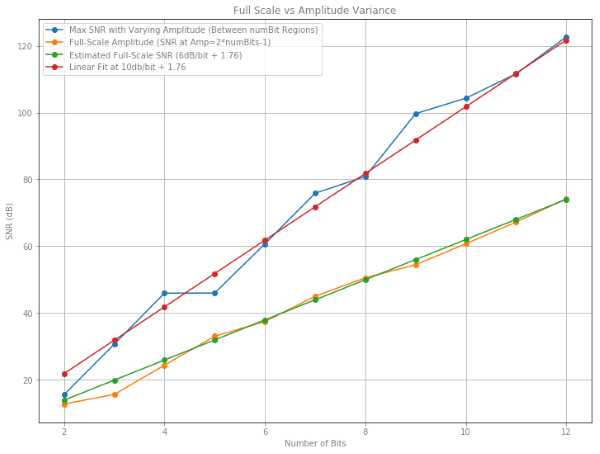 Full Scale vs Amplitude Variance
Max SNR with Varying Amplitude (Between numBit Regions)
Full-Scale Amplitude (SNR at Amp=2*numBits-1)
Estimated Full-Scale SNR (6dB/bit + 1.76)
Linear Fit at 10db/bit + 1.76
120
100
80
60
40
20
SNR (dB)
2 4 6 8 10 12
Number of Bits